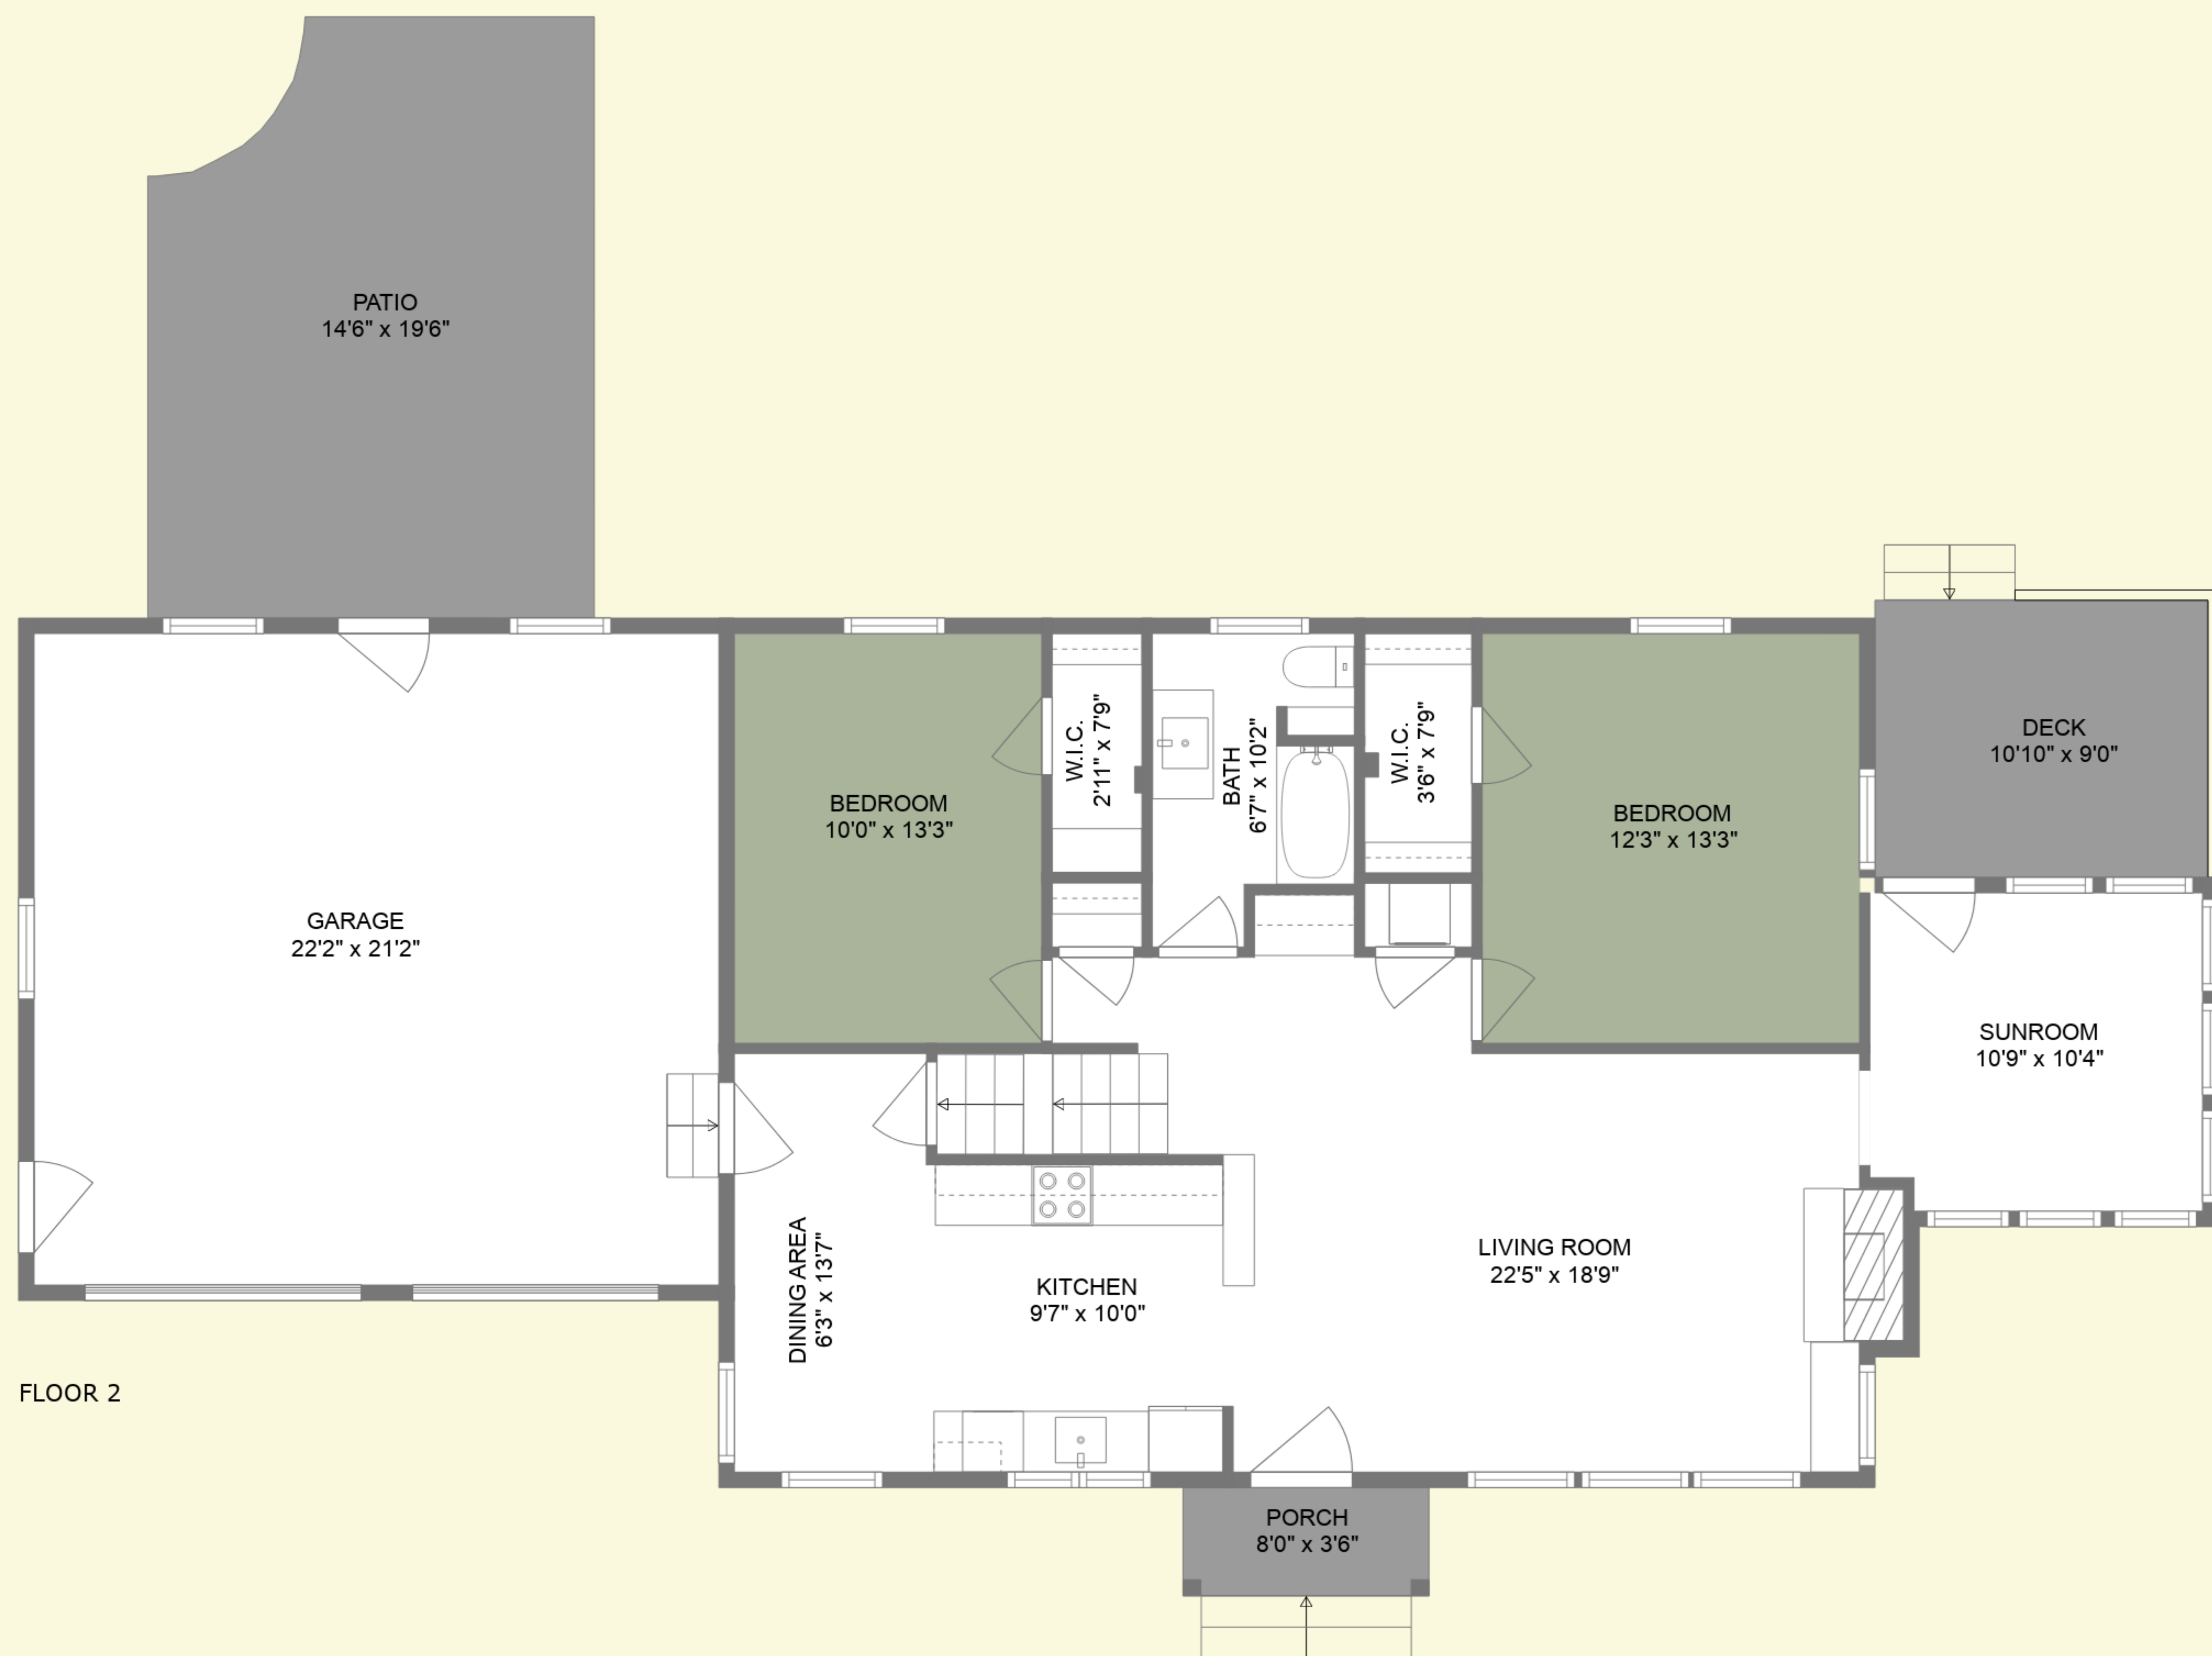 PATIO
14'6" x 19'6"
DECK
10'10" x 9'0"
W.I.C.
2'11" x 7'9"
BATH
6'7" x 10'2"
W.I.C.
3'6" x 7'9"
BEDROOM
10'0" x 13'3"
BEDROOM
12'3" x 13'3"
GARAGE
22'2" x 21'2"
SUNROOM
10'9" x 10'4"
DINING AREA
6'3" x 13'7"
KITCHEN
9'7" x 10'0"
LIVING ROOM
22'5" x 18'9"
FLOOR 2
PORCH
8'0" x 3'6"